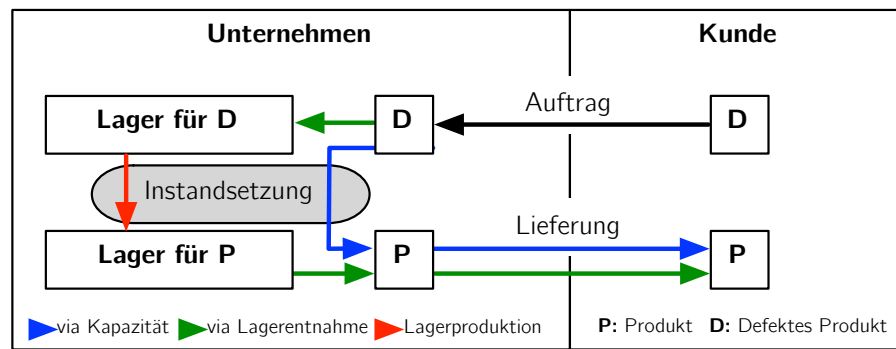 Unternehmen
Kunde
Lager für D
D
Auftrag
D
Instandsetzung
Lager für P
P
Lieferung
P
via Kapazität via Lagerentnahme Lagerproduktion
P: Produkt D: Defektes Produkt